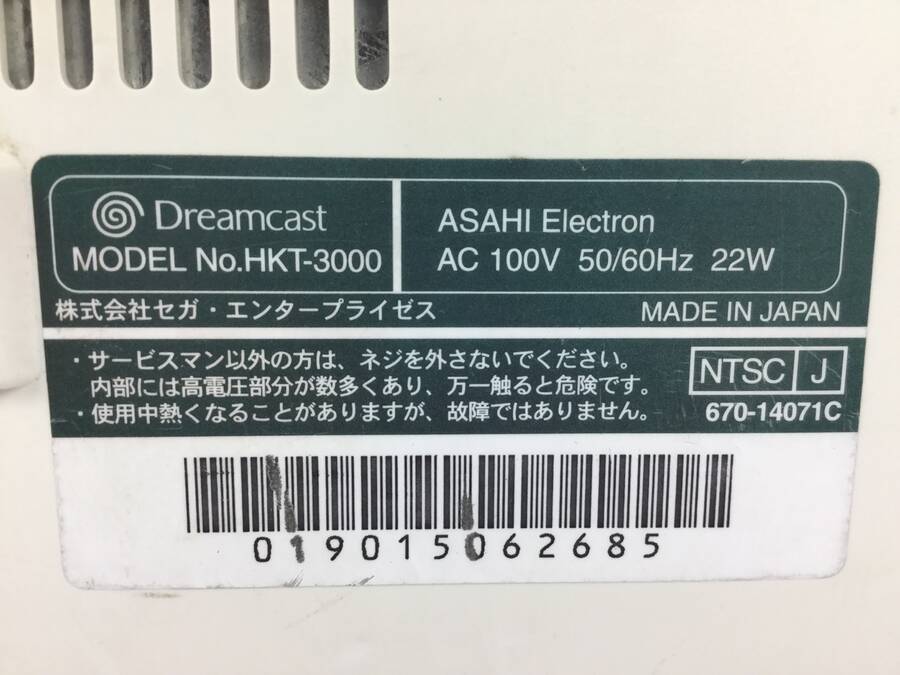 Dreamcast
MODEL No.HKT-3000
ASAHI Electron
AC 100V 50/60Hz 22W
株式会社セガ・エンタープライゼス
MADE IN JAPAN
・サービスマン以外の方は、ネジを外さないでください。
内部には高電圧部分が数多くあり、万一触ると危険です。
・使用中熱くなることがありますが、故障ではありません。
NTSC J
670-14071C
019015062685